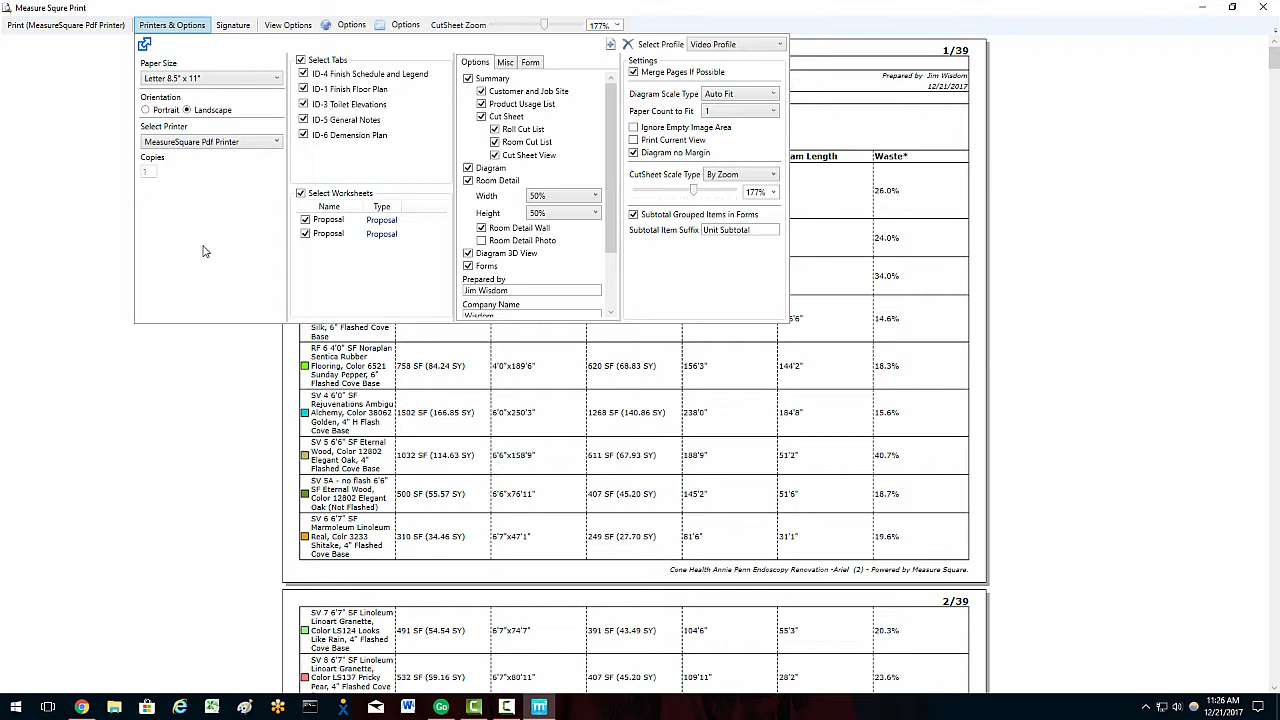 Measure Squre Print
Print (MeasureSquare Pdf Printer) Printers & Options Signature View Options Options Options CutSheet Zoom 177%
Select Profile Video Profile
Paper Size
Letter 8.5" x 11"
Orientation
Portrait Landscape
Select Printer
MeasureSquare Pdf Printer
Copies
1
Select Tabs
ID-4 Finish Schedule and Legend
ID-1 Finish Floor Plan
ID-3 Toilet Elevations
ID-5 General Notes
ID-6 Demension Plan
Select Worksheets
Name Type
Proposal Proposal
Proposal Proposal
Options Misc Form
Summary
Customer and Job Site
Product Usage List
Cut Sheet
Roll Cut List
Room Cut List
Cut Sheet View
Diagram
Room Detail
Width 50%
Height 50%
Room Detail Wall
Room Detail Photo
Diagram 3D View
Forms
Prepared by
Jim Wisdom
Company Name
Wisdom
Settings
Merge Pages If Possible
Diagram Scale Type Auto Fit
Paper Count to Fit 1
Ignore Empty Image Area
Print Current View
Diagram no Margin
CutSheet Scale Type By Zoom
177%
Subtotal Grouped Items in Forms
Subtotal Item Suffix Unit Subtotal
1/39
Prepared by Jim Wisdom
12/21/2017
am Length Waste*
26.0%
24.0%
34.0%
Silk, 6" Flashed Cove Base 5'6" 14.6%
RF 6 4'0" SF Noraplan
Sentica Rubber
Flooring, Color 6521
Sunday Pepper, 6"
Flashed Cove Base
758 SF (84.24 SY) 4'0"x189'6" 620 SF (68.83 SY) 156'3" 144'2" 18.3%
SV 4 6'0" SF
Rejuvenations Ambigu
Alchemy, Color 38062
Golden, 4" H Flash
Cove Base
1502 SF (166.85 SY) 6'0"x250'3" 1268 SF (140.86 SY) 238'0" 184'8" 15.6%
SV 5 6'6" SF Eternal
Wood, Color 12802
Elegant Oak, 4"
Flashed Cove Base
1032 SF (114.63 SY) 6'6"x158'9" 611 SF (67.93 SY) 188'9" 51'2" 40.7%
SV 5A - no flash 6'6"
SF Eternal Wood,
Color 12802 Elegant
Oak (Not Flashed)
500 SF (55.57 SY) 6'6"x76'11" 407 SF (45.20 SY) 145'2" 51'6" 18.7%
SV 6 6'7" SF
Marmoleum Linoleum
Real, Colr 3233
Shitake, 4" Flashed
Cove Base
310 SF (34.46 SY) 6'7"x47'1" 249 SF (27.70 SY) 81'6" 31'1" 19.6%
Cone Health Annie Penn Endoscopy Renovation -Ariel (2) - Powered by Measure Square.
2/39
SV 7 6'7" SF Linoleum
Linoart Granette,
Color LS124 Looks
Like Rain, 4" Flashed
Cove Base
491 SF (54.54 SY) 6'7"x74'7" 391 SF (43.49 SY) 104'6" 55'3" 20.3%
SV 8 6'7" SF Linoleum
Linoart Granette,
Color LS137 Pricky
Pear, 4" Flashed Cove
532 SF (59.16 SY) 6'7"x80'11" 407 SF (45.20 SY) 109'11" 28'2" 23.6%
11:26 AM
12/21/2017